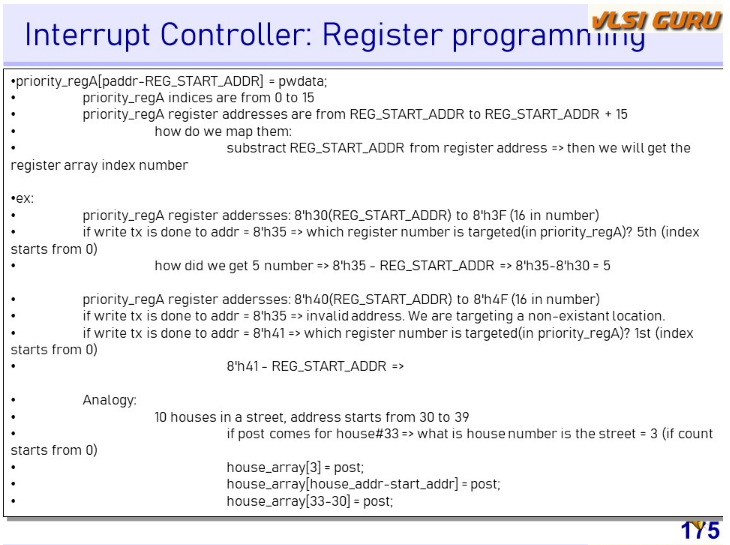 VLSI GURU
Interrupt Controller: Register programming
•priority_regA[paddr-REG_START_ADDR] = pwdata;
• priority_regA indices are from 0 to 15
• priority_regA register addresses are from REG_START_ADDR to REG_START_ADDR + 15
• how do we map them:
• substract REG_START_ADDR from register address => then we will get the
register array index number
•ex:
• priority_regA register addersses: 8'h30(REG_START_ADDR) to 8'h3F (16 in number)
• if write tx is done to addr = 8'h35 => which register number is targeted(in priority_regA)? 5th (index
starts from 0)
• how did we get 5 number => 8'h35 - REG_START_ADDR => 8'h35-8'h30 = 5
• priority_regA register addersses: 8'h40(REG_START_ADDR) to 8'h4F (16 in number)
• if write tx is done to addr = 8'h35 => invalid address. We are targeting a non-existant location.
• if write tx is done to addr = 8'h41 => which register number is targeted(in priority_regA)? 1st (index
starts from 0)
• 8'h41 - REG_START_ADDR =>
• Analogy:
• 10 houses in a street, address starts from 30 to 39
• if post comes for house#33 => what is house number is the street = 3 (if count
starts from 0)
• house_array[3] = post;
• house_array[house_addr-start_addr] = post;
• house_array[33-30] = post;
175